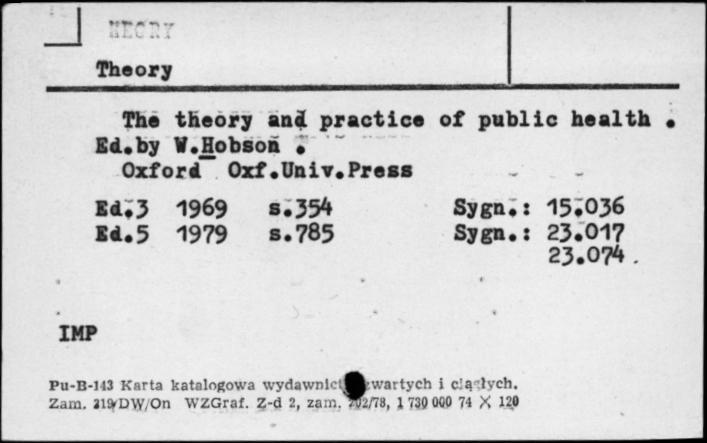 Theory
The theory and practice of public health .
Ed.by W.Hobson .
Oxford Oxf.Univ.Press
Ed.3 1969 s.354 Sygn.: 15.036
Ed.5 1979 s.785 Sygn.: 23.017
23.074.
IMP
Pu-B-143 Karta katalogowa wydawnictw zwartych i ciągłych.
Zam. DW/On WZGraf. Z-d 2, zam. 202/78, 1 730 000 74 X 120